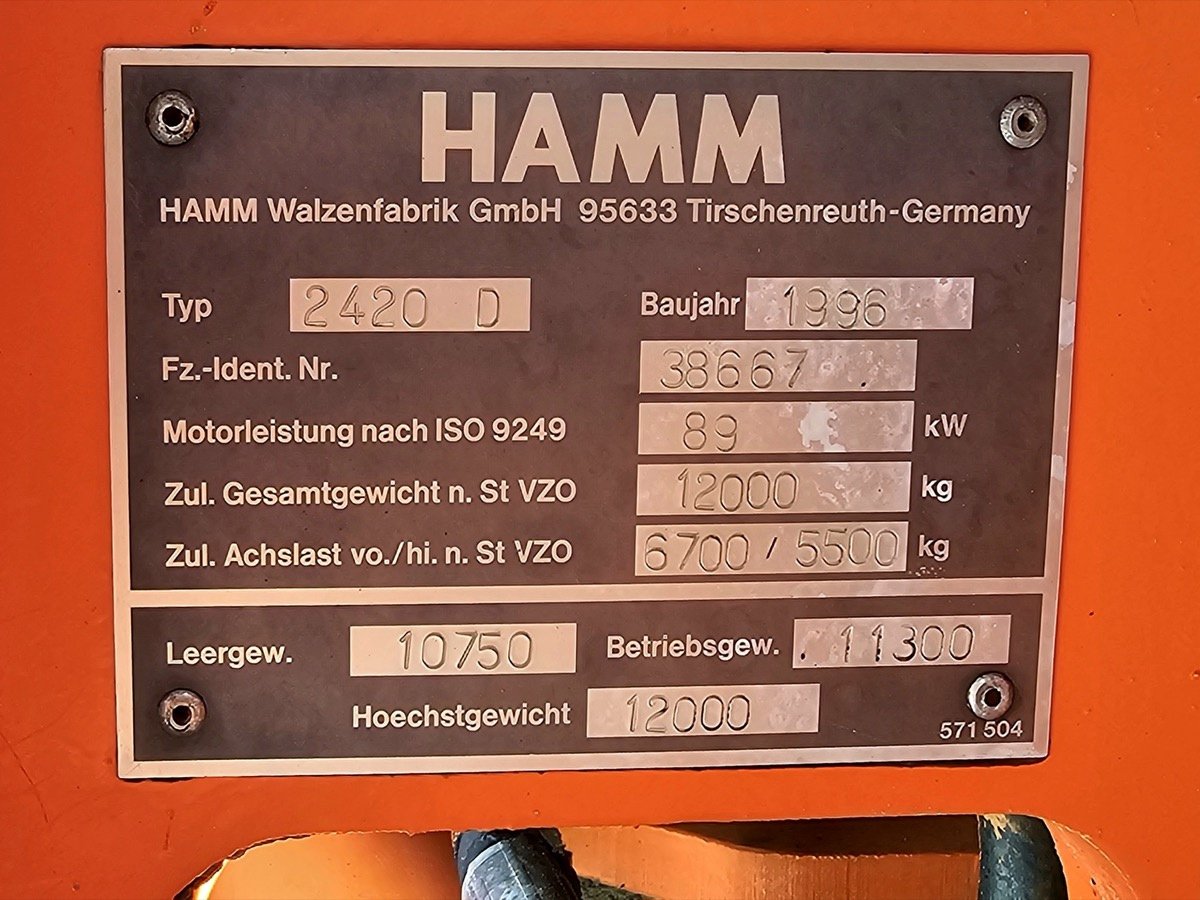 HAMM
HAMM Walzenfabrik GmbH 95633 Tirschenreuth-Germany
Typ 2420 D Baujahr 1996
Fz.-Ident. Nr. 38667
Motorleistung nach ISO 9249 89 kW
Zul. Gesamtgewicht n. St VZO 12000 kg
Zul. Achslast vo./hi. n. St VZO 6700 / 5500 kg
Leergew. 10750 Betriebsgew. 11300
Hoechstgewicht 12000
571 504